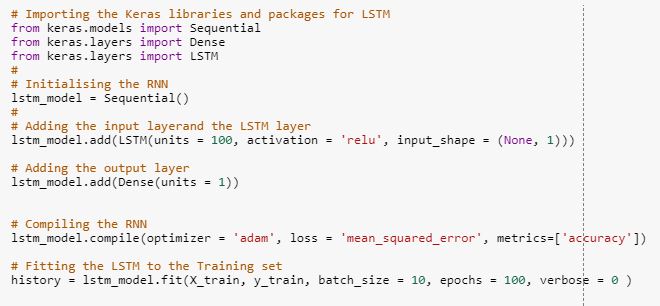 # Importing the Keras libraries and packages for LSTM
from keras.models import Sequential
from keras.layers import Dense
from keras.layers import LSTM
#
# Initialising the RNN
lstm_model = Sequential()
#
# Adding the input layerand the LSTM layer
lstm_model.add(LSTM(units = 100, activation = 'relu', input_shape = (None, 1)))
# Adding the output layer
lstm_model.add(Dense(units = 1))
# Compiling the RNN
lstm_model.compile(optimizer = 'adam', loss = 'mean_squared_error', metrics=['accuracy'])
# Fitting the LSTM to the Training set
history = lstm_model.fit(X_train, y_train, batch_size = 10, epochs = 100, verbose = 0 )